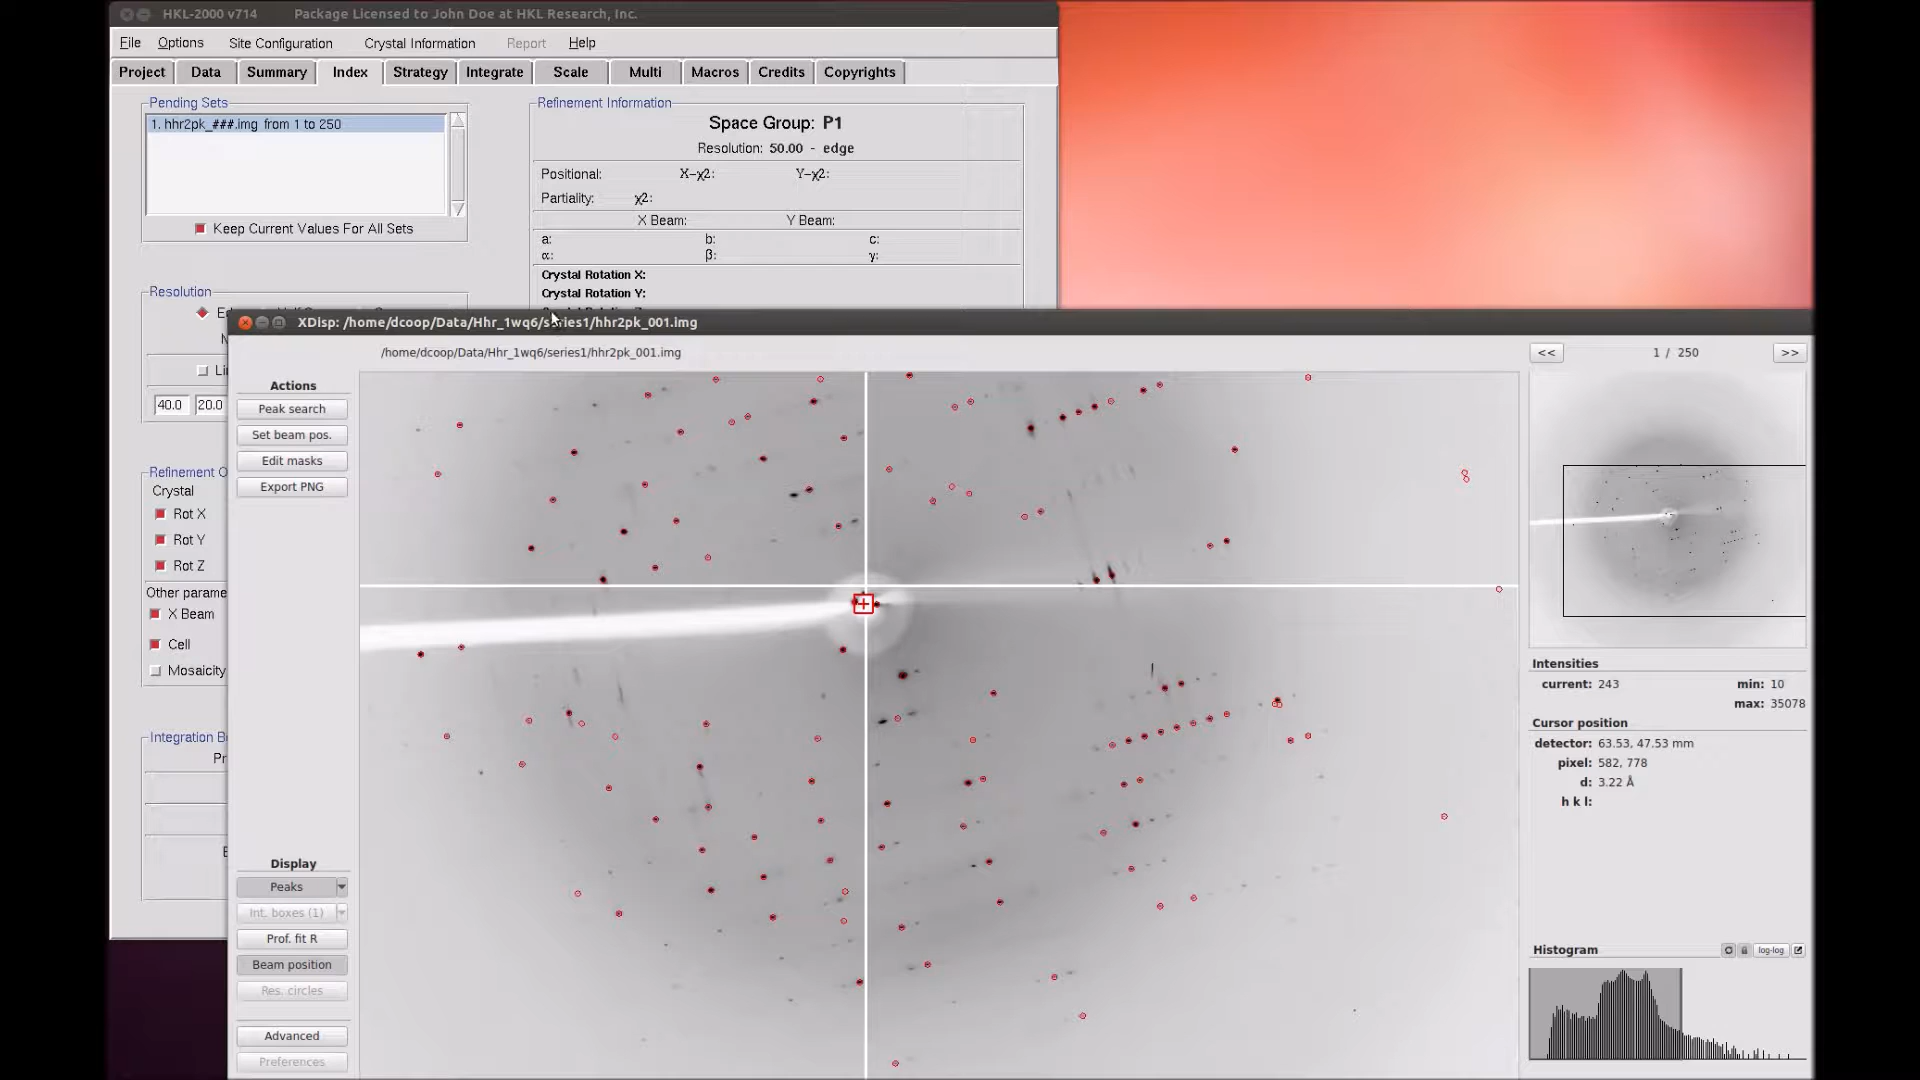 HKL-2000 v714 Package Licensed to John Doe at HKL Research, Inc.
File Options Site Configuration Crystal Information Report Help
Project Data Summary Index Strategy Integrate Scale Multi Macros Credits Copyrights
Pending Sets
1. hhr2pk_###.img from 1 to 250
Keep Current Values For All Sets
Refinement Information
Space Group: P1
Resolution: 50.00 - edge
Positional: X-χ2: Y-χ2:
Partiality: χ2:
X Beam: Y Beam:
a: b: c:
α: β: γ:
Crystal Rotation X:
Crystal Rotation Y:
Resolution
40.0 20.0
Crystal
Rot X
Rot Y
Rot Z
X Beam
Cell
Mosaicity
XDisp: /home/dcoop/Data/Hhr_1wq6/series1/hhr2pk_001.img
/home/dcoop/Data/Hhr_1wq6/series1/hhr2pk_001.img
<< 1 / 250 >>
Actions
Peak search
Set beam pos.
Edit masks
Export PNG
Display
Peaks
Int. boxes (1)
Prof. fit R
Beam position
Res. circles
Advanced
Preferences
Intensities
current: 243 min: 10
max: 35078
Cursor position
detector: 63.53, 47.53 mm
pixel: 582, 778
d: 3.22 Å
h k l:
Histogram log-log